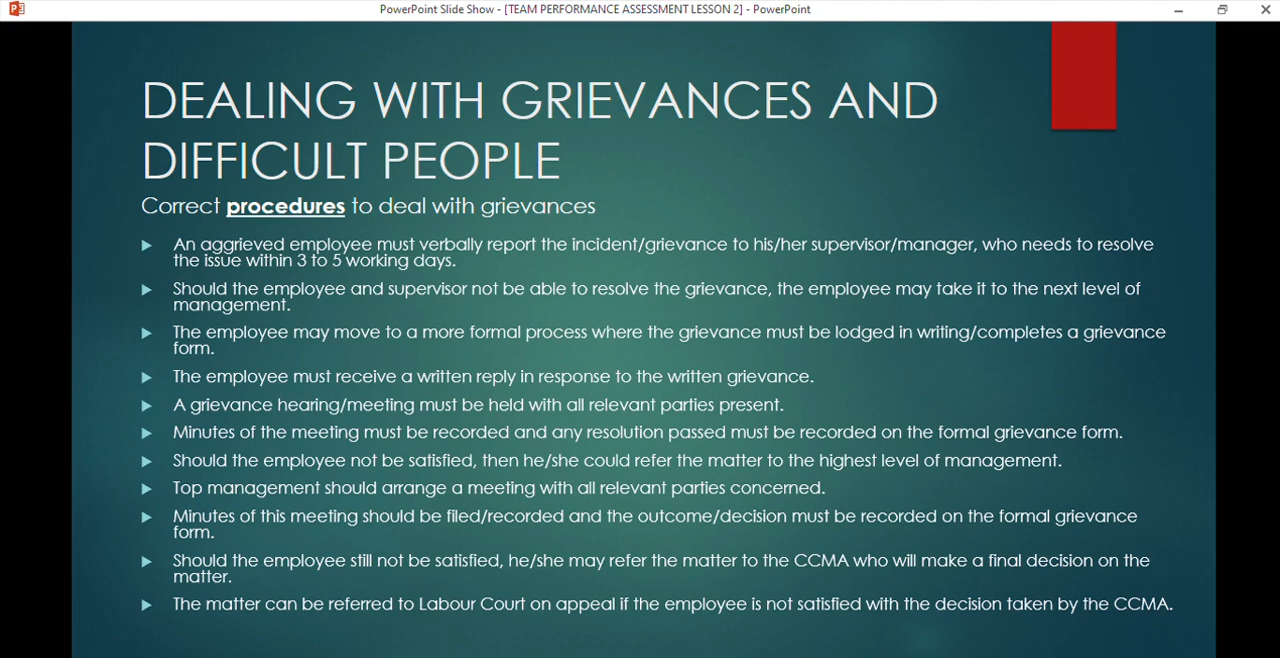 PowerPoint Slide Show - [TEAM PERFORMANCE ASSESSMENT LESSON 2] - PowerPoint
DEALING WITH GRIEVANCES AND
DIFFICULT PEOPLE
Correct procedures to deal with grievances
An aggrieved employee must verbally report the incident/grievance to his/her supervisor/manager, who needs to resolve
the issue within 3 to 5 working days.
Should the employee and supervisor not be able to resolve the grievance, the employee may take it to the next level of
management.
The employee may move to a more formal process where the grievance must be lodged in writing/completes a grievance
form.
The employee must receive a written reply in response to the written grievance.
A grievance hearing/meeting must be held with all relevant parties present.
Minutes of the meeting must be recorded and any resolution passed must be recorded on the formal grievance form.
Should the employee not be satisfied, then he/she could refer the matter to the highest level of management.
Top management should arrange a meeting with all relevant parties concerned.
Minutes of this meeting should be filed/recorded and the outcome/decision must be recorded on the formal grievance
form.
Should the employee still not be satisfied, he/she may refer the matter to the CCMA who will make a final decision on the
matter.
The matter can be referred to Labour Court on appeal if the employee is not satisfied with the decision taken by the CCMA.